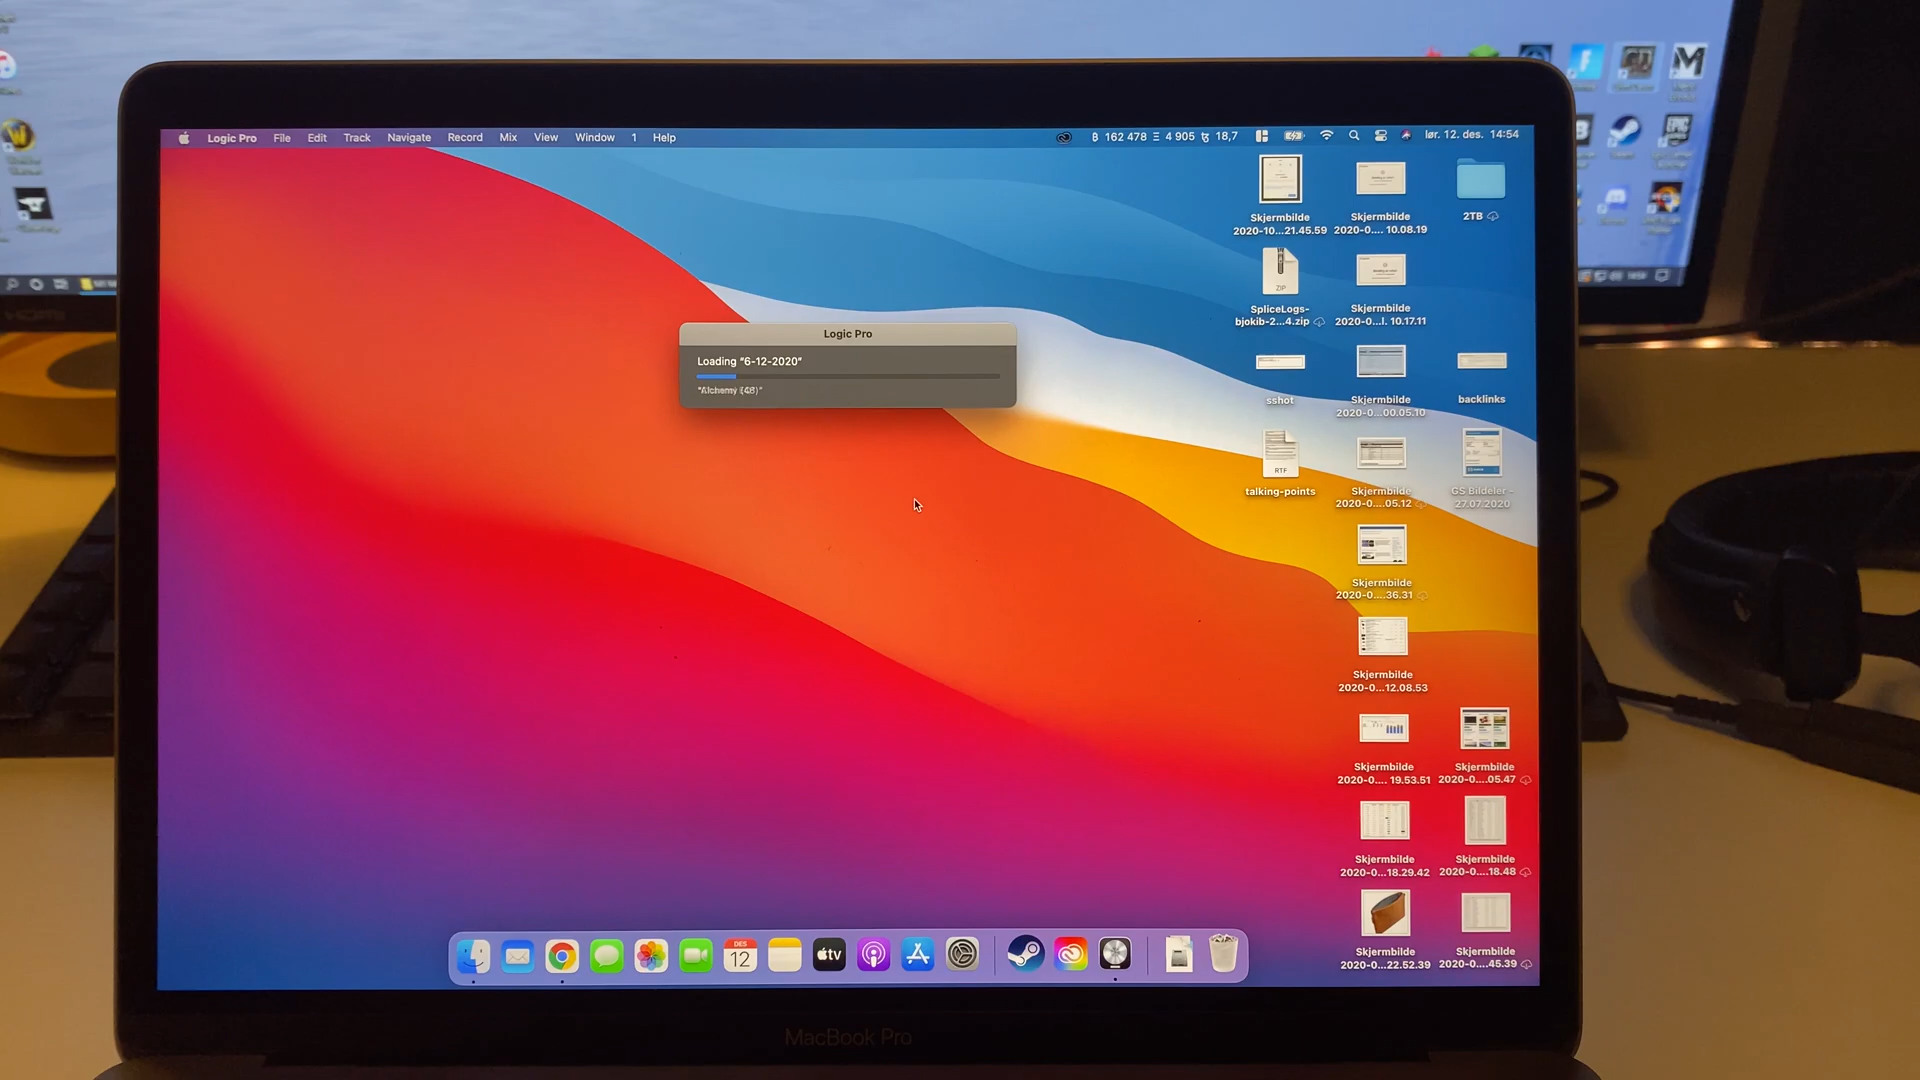 Logic Pro File Edit Track Navigate Record Mix View Window 1 Help
162 478 4 905 18,7 lør. 12. des. 14:54
Logic Pro
Loading "6-12-2020"
Skjermbilde
2020-10...21.45.59
Skjermbilde
2020-0.... 10.08.19
2TB
ZIP
SpliceLogs-
bjokib-2...4.zip
Skjermbilde
2020-0...l. 10.17.11
sshot
Skjermbilde
2020-0...00.05.10
backlinks
RTF
talking-points
Skjermbilde
2020-0....05.12
GS Bildeler -
27.07.2020
Skjermbilde
2020-0....36.31
Skjermbilde
2020-0...12.08.53
Skjermbilde
2020-0.... 19.53.51
Skjermbilde
2020-0....05.47
Skjermbilde
2020-0...18.29.42
Skjermbilde
2020-0....18.48
Skjermbilde
2020-0...22.52.39
Skjermbilde
2020-0....45.39
DES
12
tv
MacBook Pro